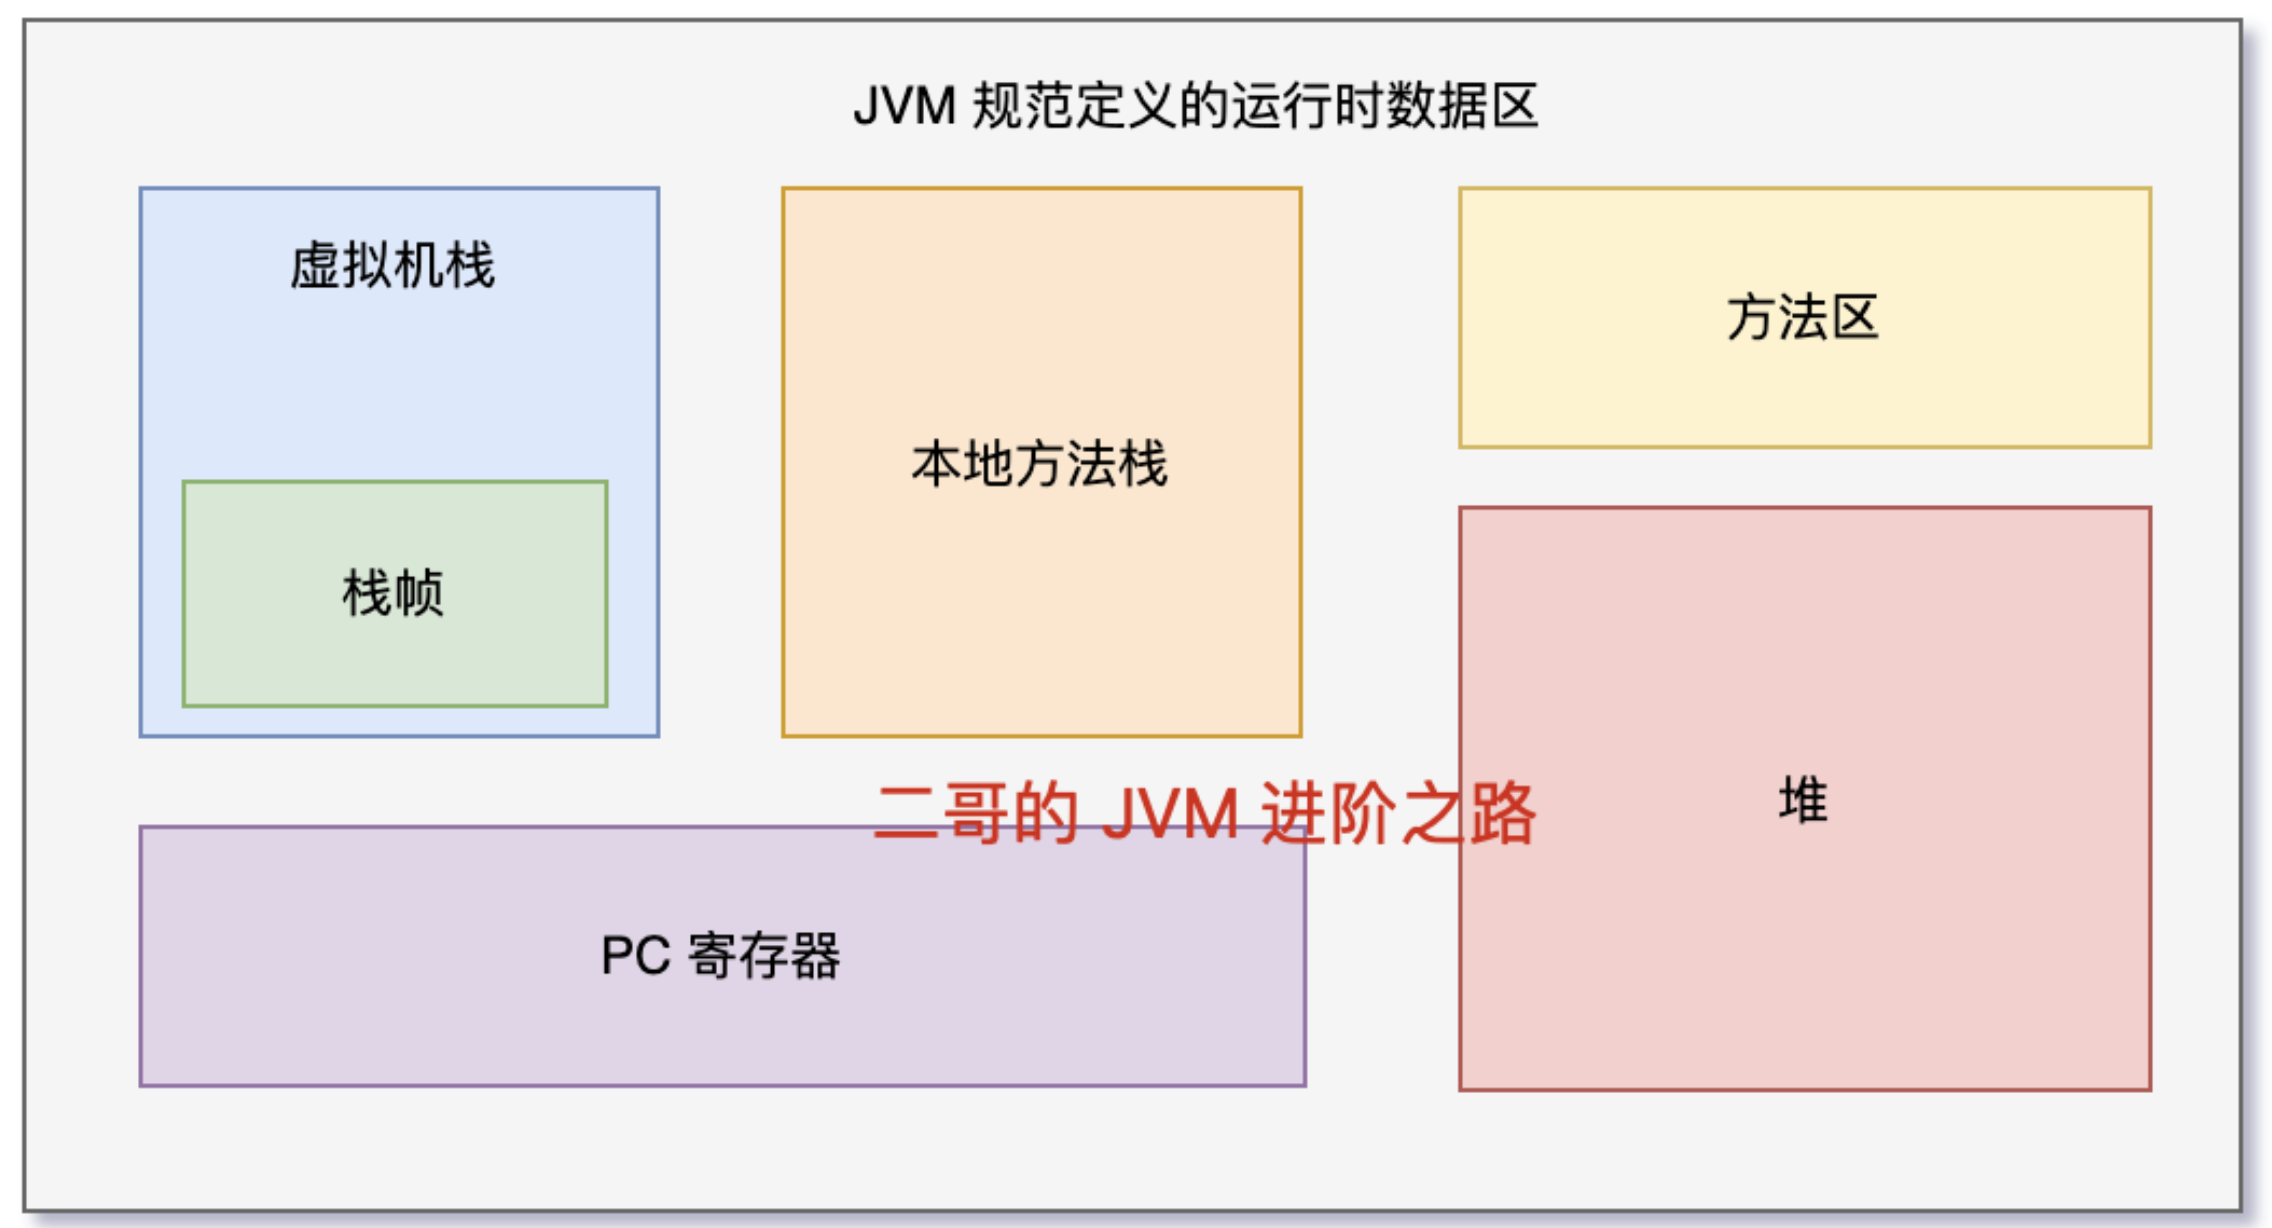 JVM 规范定义的运行时数据区
虚拟机栈
栈帧
本地方法栈
方法区
堆
二哥的 JVM 进阶之路
PC 寄存器